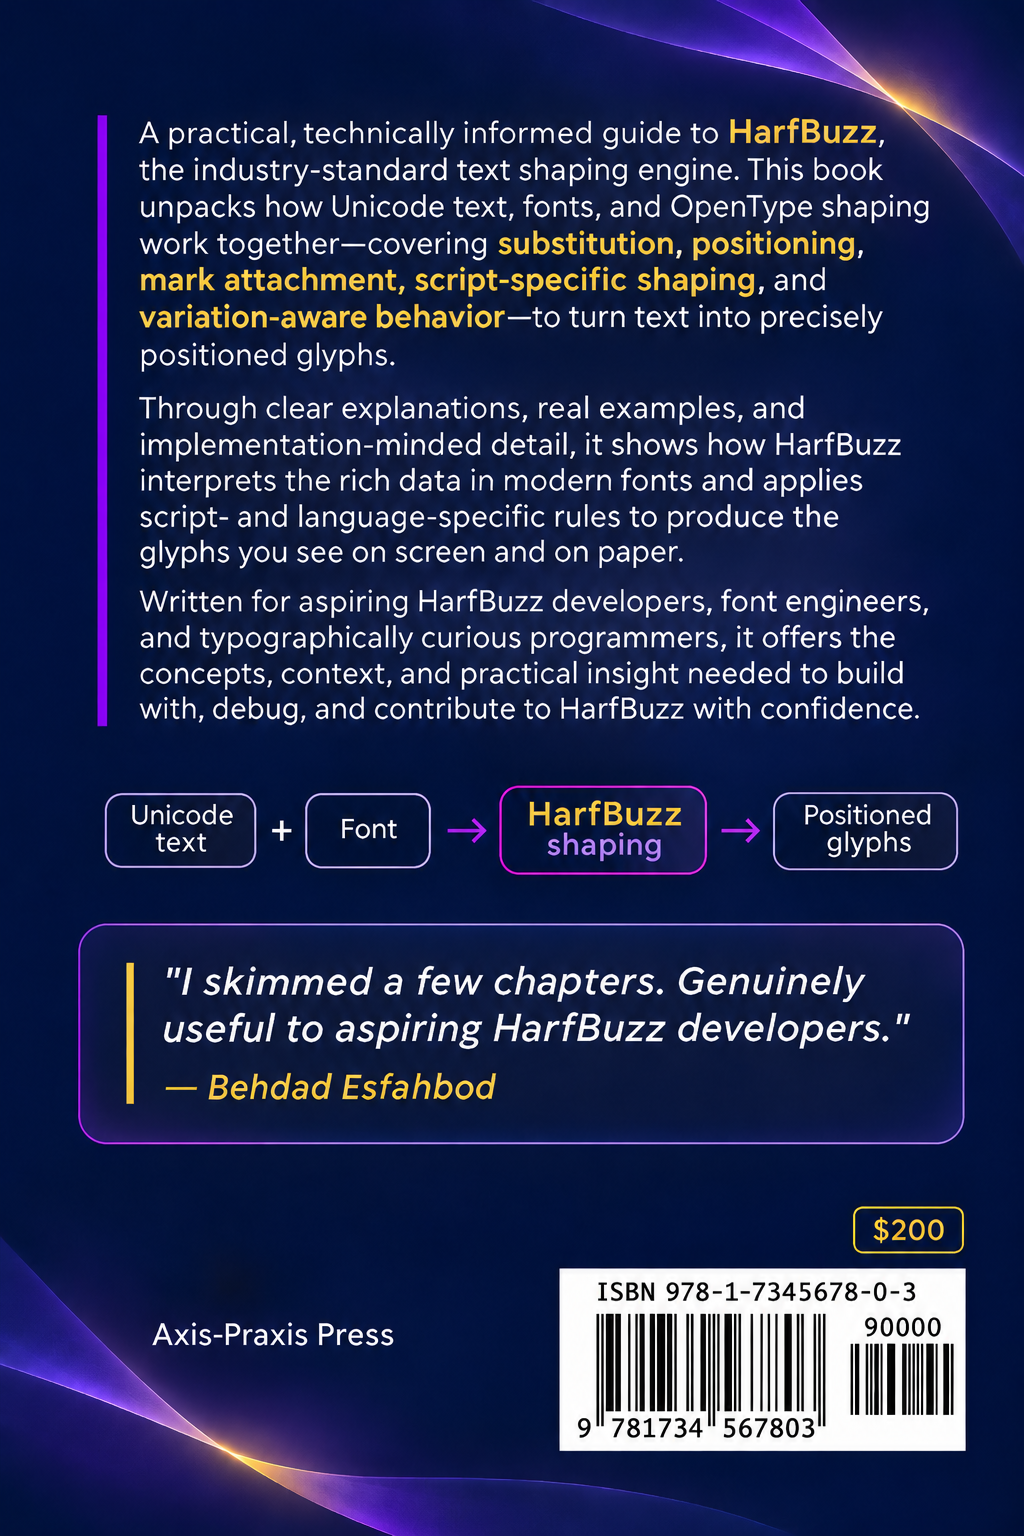 A practical, technically informed guide to HarfBuzz,
the industry-standard text shaping engine. This book
unpacks how Unicode text, fonts, and OpenType shaping
work together—covering substitution, positioning,
mark attachment, script-specific shaping, and
variation-aware behavior—to turn text into precisely
positioned glyphs.
Through clear explanations, real examples, and
implementation-minded detail, it shows how HarfBuzz
interprets the rich data in modern fonts and applies
script- and language-specific rules to produce the
glyphs you see on screen and on paper.
Written for aspiring HarfBuzz developers, font engineers,
and typographically curious programmers, it offers the
concepts, context, and practical insight needed to build
with, debug, and contribute to HarfBuzz with confidence.
Unicode
text
+
Font
→
HarfBuzz
shaping
→
Positioned
glyphs
"I skimmed a few chapters. Genuinely
useful to aspiring HarfBuzz developers."
— Behdad Esfahbod
$200
Axis-Praxis Press
ISBN 978-1-7345678-0-3
90000
9 781734 567803